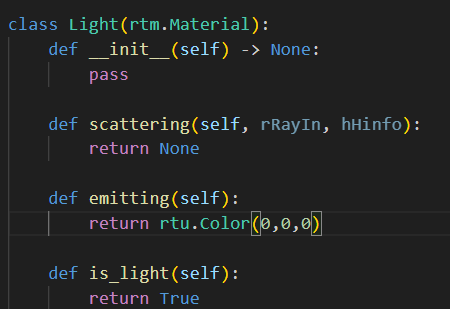 class Light(rtm.Material):
    def __init__(self) -> None:
        pass

    def scattering(self, rRayIn, hHinfo):
        return None

    def emitting(self):
        return rtu.Color(0,0,0)

    def is_light(self):
        return True